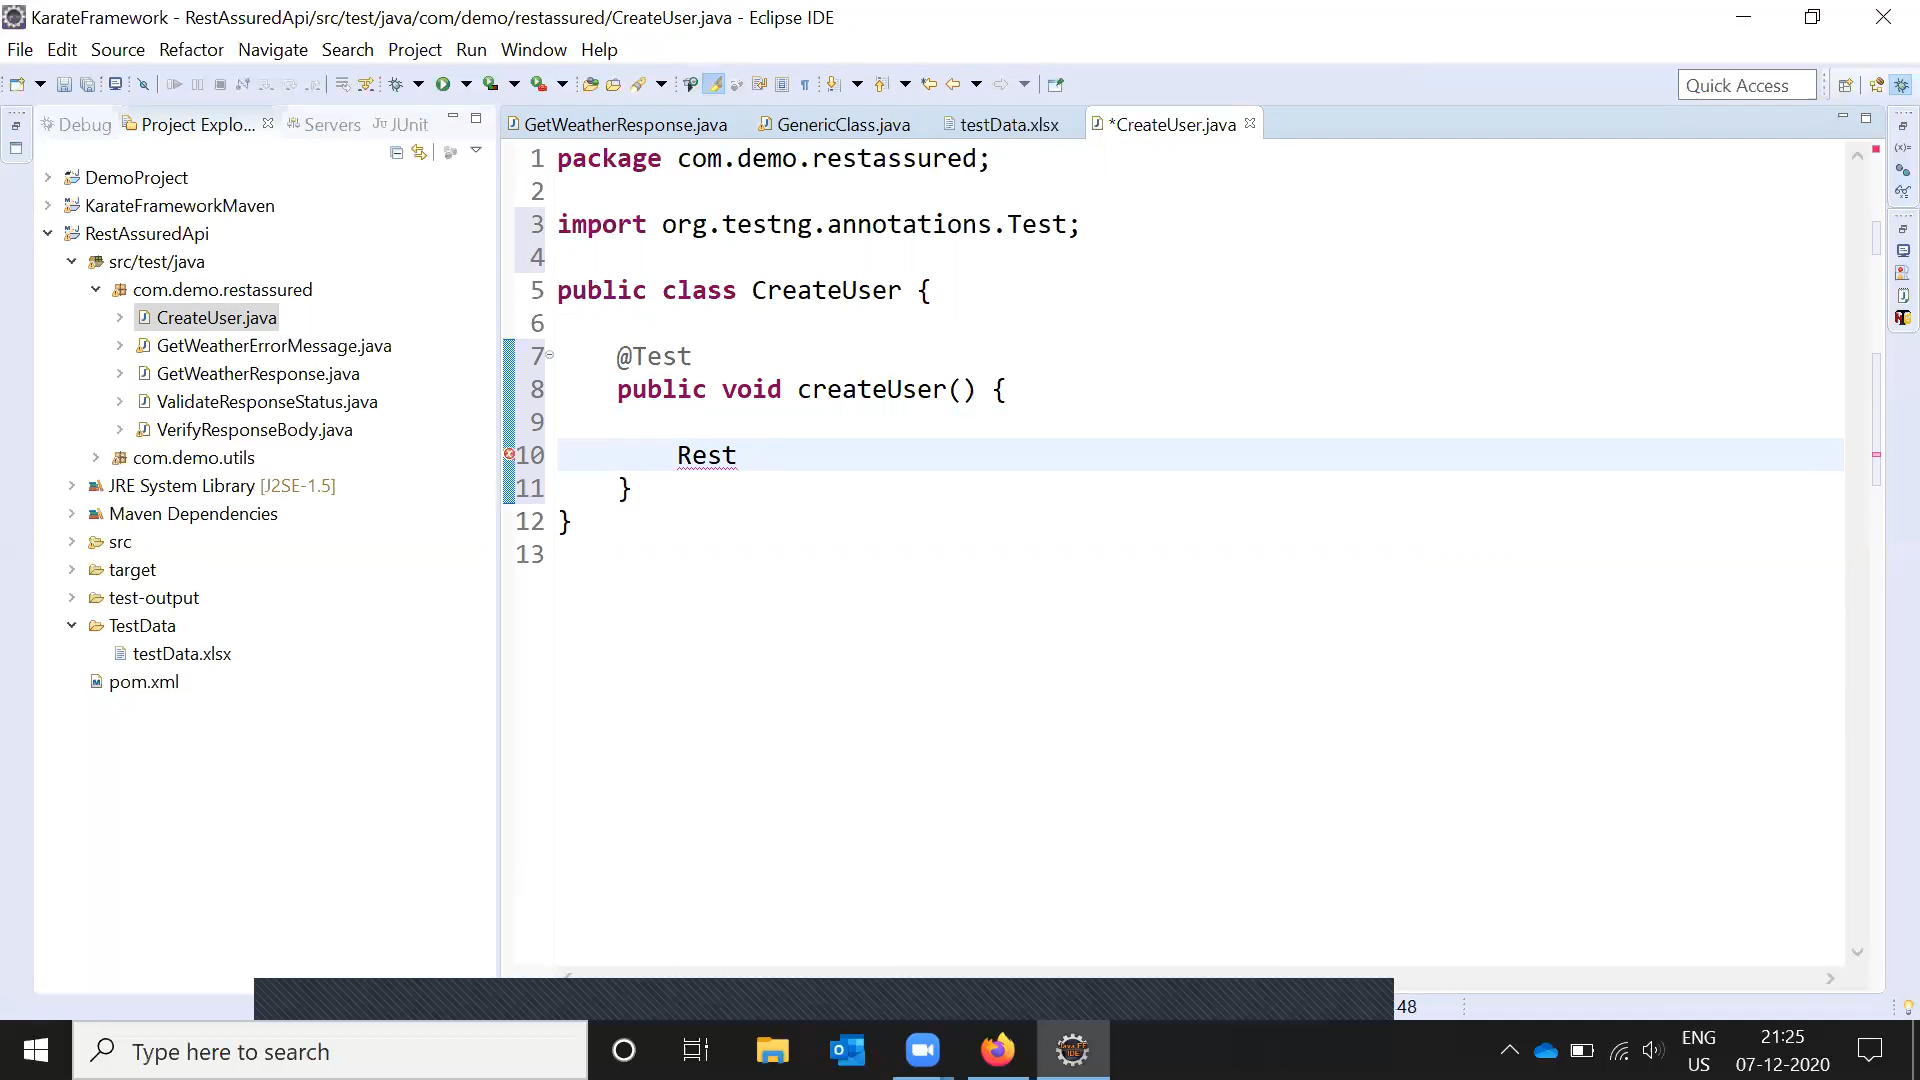 KarateFramework - RestAssuredApi/src/test/java/com/demo/restassured/CreateUser.java - Eclipse IDE
File Edit Source Refactor Navigate Search Project Run Window Help
Quick Access
Debug Project Explo... Servers JUnit
GetWeatherResponse.java GenericClass.java testData.xlsx *CreateUser.java
DemoProject
KarateFrameworkMaven
RestAssuredApi
src/test/java
com.demo.restassured
CreateUser.java
GetWeatherErrorMessage.java
GetWeatherResponse.java
ValidateResponseStatus.java
VerifyResponseBody.java
com.demo.utils
JRE System Library [J2SE-1.5]
Maven Dependencies
src
target
test-output
TestData
testData.xlsx
pom.xml
1 package com.demo.restassured;
2
3 import org.testng.annotations.Test;
4
5 public class CreateUser {
6
7 @Test
8 public void createUser() {
9
10 Rest
11 }
12 }
13
48
Type here to search
ENG
US
21:25
07-12-2020